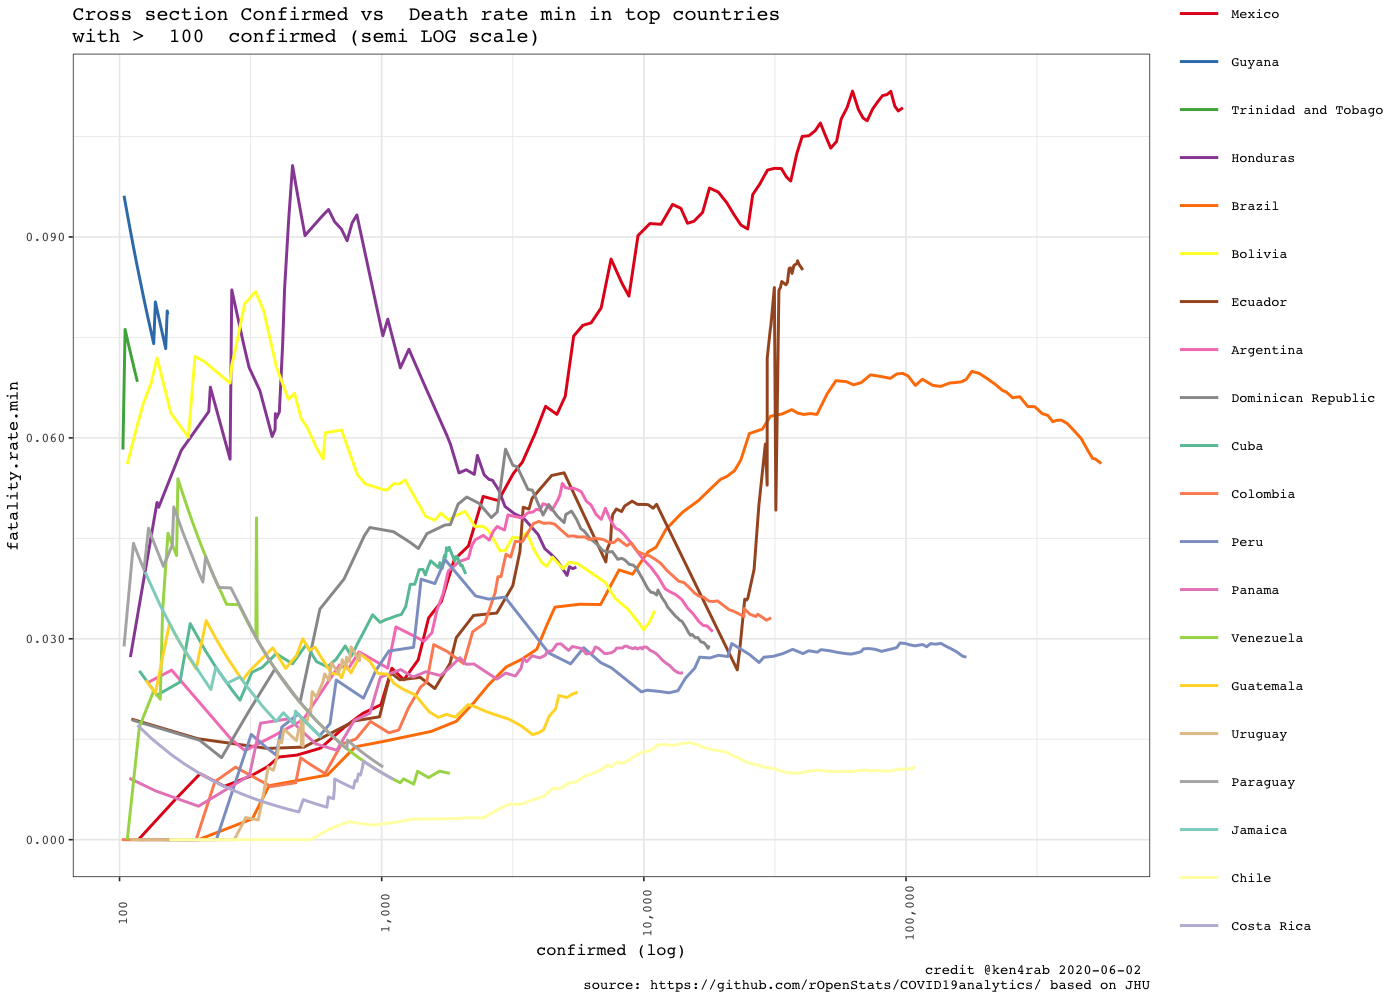 Cross section Confirmed vs  Death rate min in top countries
with >  100  confirmed (semi LOG scale)
fatality.rate.min
0.090
0.060
0.030
0.000
100
1,000
10,000
100,000
confirmed (log)
Mexico
Guyana
Trinidad and Tobago
Honduras
Brazil
Bolivia
Ecuador
Argentina
Dominican Republic
Cuba
Colombia
Peru
Panama
Venezuela
Guatemala
Uruguay
Paraguay
Jamaica
Chile
Costa Rica
credit @ken4rab 2020-06-02
source: https://github.com/rOpenStats/COVID19analytics/ based on JHU